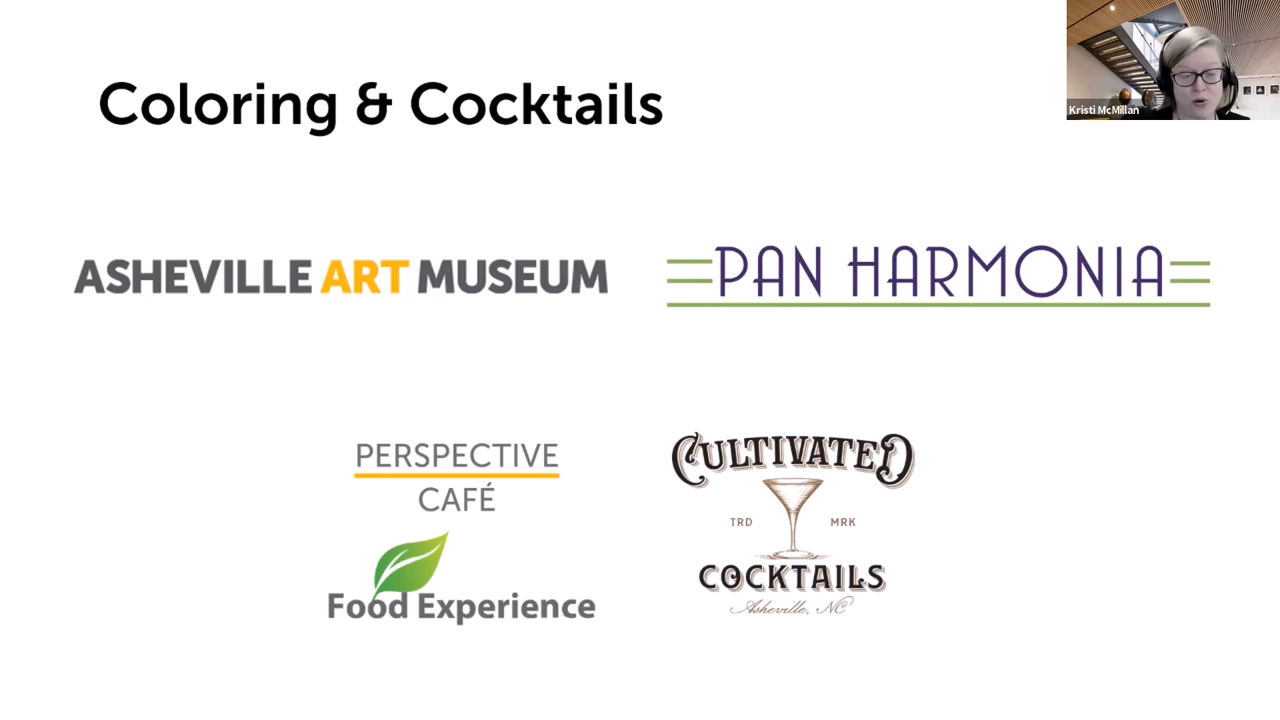 Coloring & Cocktails
Kristi McMillan
ASHEVILLE ART MUSEUM
PAN HARMONIA
PERSPECTIVE
CAFÉ
Food Experience
CULTIVATED
TRD MRK
COCKTAILS
Asheville, NC